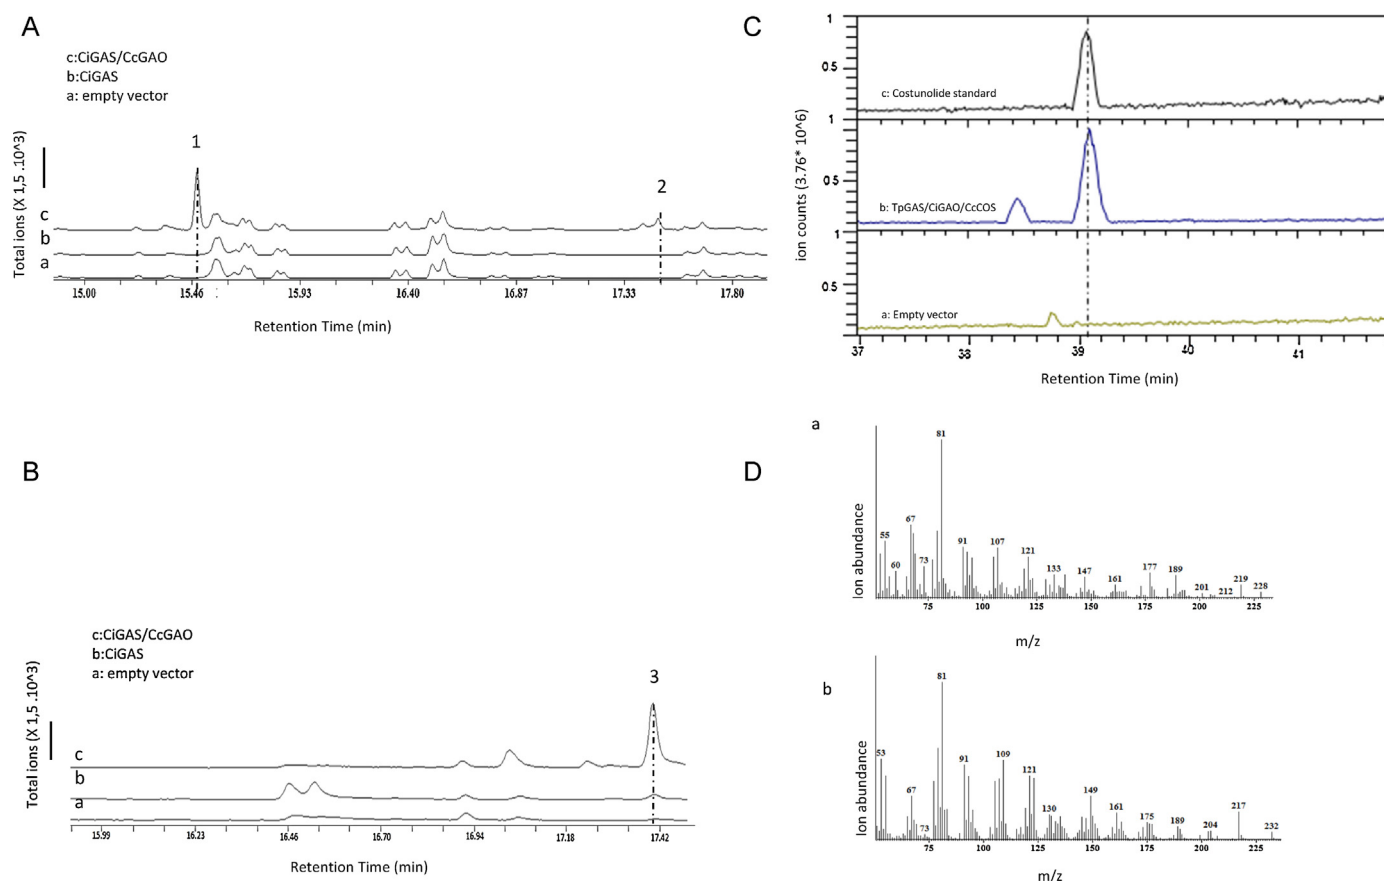 A
c:CiGAS/CcGAO
b:CiGAS
a: empty vector
Total ions (X 1,5 .10^3)
1
2
c
b
a
15.00 15.46 15.93 16.40 16.87 17.33 17.80
Retention Time (min)
B
c:CiGAS/CcGAO
b:CiGAS
a: empty vector
Total ions (X 1,5 .10^3)
3
c
b
a
15.99 16.23 16.46 16.70 16.94 17.18 17.42
Retention Time (min)
C
ion counts (3.76* 10^6)
1
0.5
c: Costunolide standard
1
0.5
b: TpGAS/CiGAO/CcCOS
1
0.5
a: Empty vector
0
37 38 39 40 41
Retention Time (min)
D
a
Ion abundance
55 60 67 73 81 91 107 121 133 147 161 177 189 201 212 219 228
75 100 125 150 175 200 225
m/z
b
Ion abundance
53 67 73 81 91 109 121 130 149 161 175 189 204 217 232
75 100 125 150 175 200 225
m/z